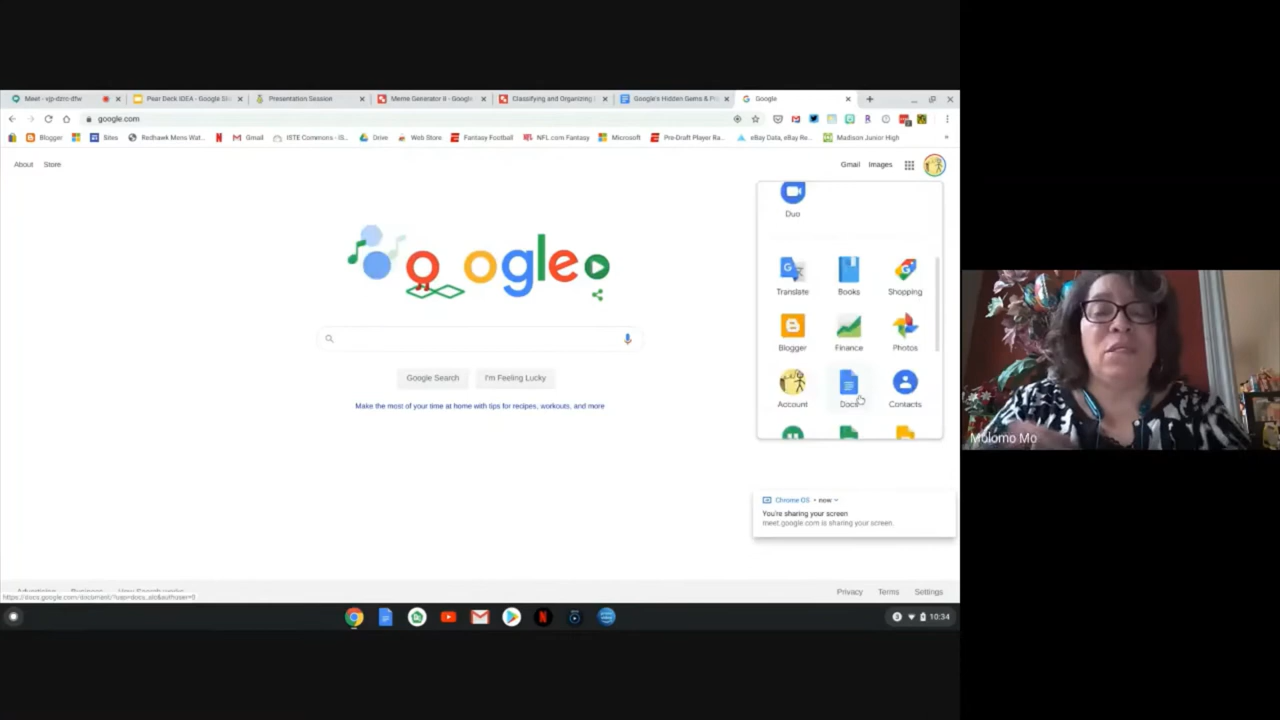 Meet - vjp-dzro-dfw
Pear Deck IDEA - Google Sli
Presentation Session
Meme Generator II - Google
Classifying and Organizing
Google's Hidden Gems & Pr
Google
google.com
Blogger
Sites
Redhawk Mens Wat...
Gmail
ISTE Commons - IS...
Drive
Web Store
Fantasy Football
NFL.com Fantasy
Microsoft
Pre-Draft Player Ra...
eBay Data, eBay Re...
Madison Junior High
»
About
Store
Gmail
Images
Google
Duo
Translate
Books
Shopping
Blogger
Finance
Photos
Account
Docs
Contacts
Google Search
I'm Feeling Lucky
Make the most of your time at home with tips for recipes, workouts, and more
Molomo Mo
Chrome OS • now
You're sharing your screen
meet.google.com is sharing your screen.
Privacy
Terms
Settings
10:34